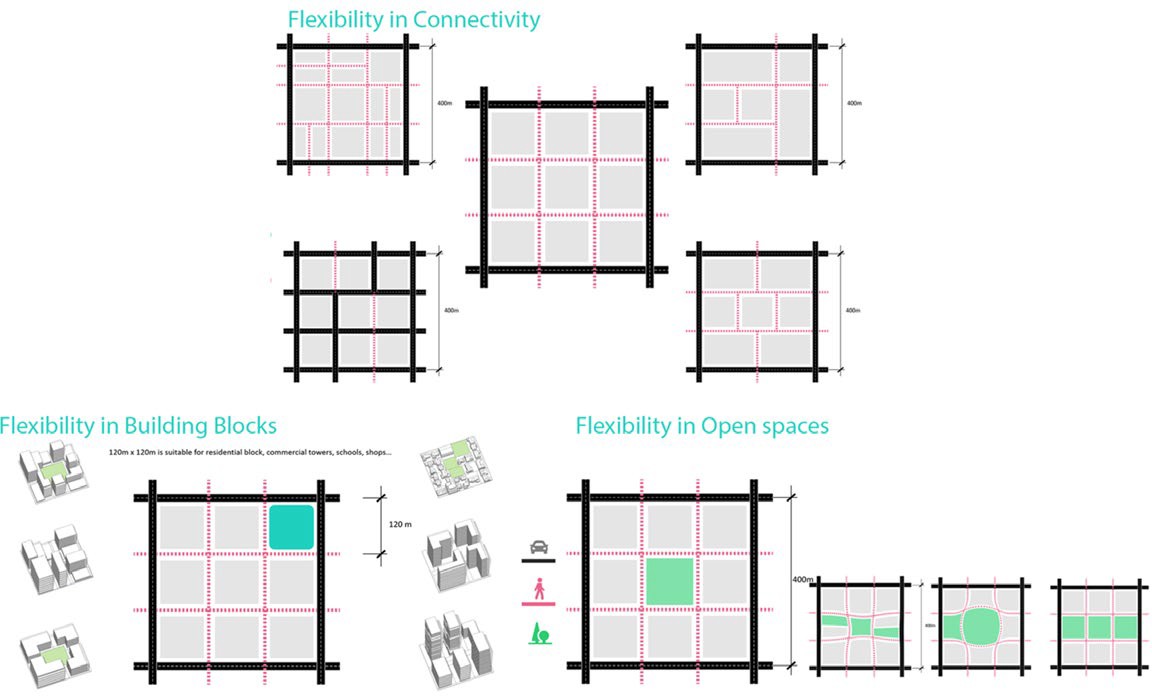 Flexibility in Connectivity
400m
400m
400m
400m
Flexibility in Building Blocks
120m x 120m is suitable for residential block, commercial towers, schools, shops...
120 m
Flexibility in Open spaces
400m